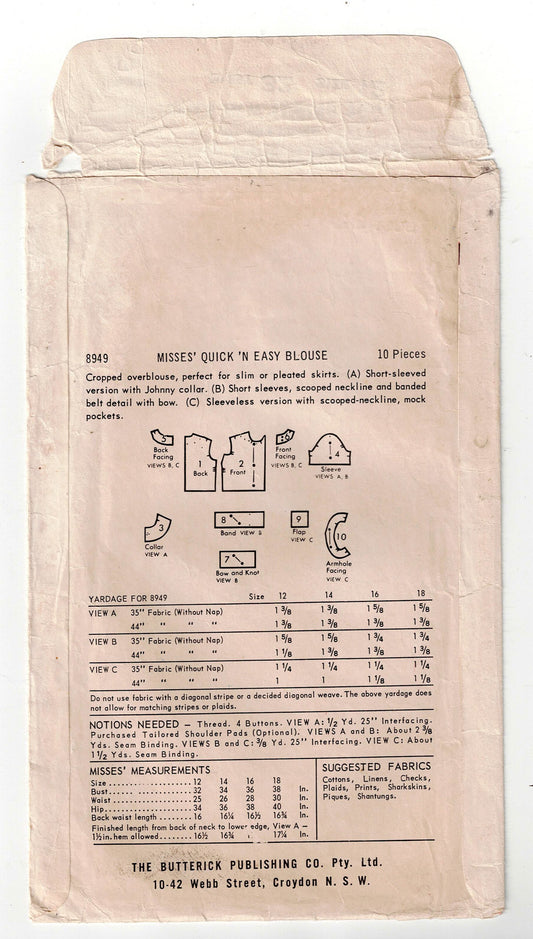 8949 MISSES' QUICK 'N EASY BLOUSE 10 Pieces
Cropped overblouse, perfect for slim or pleated skirts. (A) Short-sleeved
version with Johnny collar. (B) Short sleeves, scooped neckline and banded
belt detail with bow. (C) Sleeveless version with scooped-neckline, mock
pockets.
5
Back
Facing
VIEWS B, C
1
Back
2
Front
6
Front
Facing
VIEWS B, C
4
Sleeve
VIEWS A, B
3
Collar
VIEW A
8
Band VIEW B
7
Bow and Knot
VIEW B
9
Flap
VIEW C
10
Armhole
Facing
VIEW C
YARDAGE FOR 8949 Size 12 14 16 18
VIEW A 35" Fabric (Without Nap) 1 3/8 1 3/8 1 5/8 1 5/8
44" " " " 1 3/8 1 3/8 1 3/8 1 3/8
VIEW B 35" Fabric (Without Nap) 1 5/8 1 5/8 1 3/4 1 3/4
44" " " " 1 1/8 1 3/8 1 3/8 1 3/8
VIEW C 35" Fabric (Without Nap) 1 1/4 1 1/4 1 1/4 1 1/4
44" " " " 1 1 1 1/8 1 1/8
Do not use fabric with a diagonal stripe or a decided diagonal weave. The above yardage does
not allow for matching stripes or plaids.
NOTIONS NEEDED — Thread. 4 Buttons. VIEW A: 1/2 Yd. 25" Interfacing.
Purchased Tailored Shoulder Pads (Optional). VIEWS A and B: About 2 3/8
Yds. Seam Binding. VIEWS B and C: 3/8 Yd. 25" Interfacing. VIEW C: About
1 1/2 Yds. Seam Binding.
MISSES' MEASUREMENTS
Size .................... 12 14 16 18
Bust .................... 32 34 36 38 In.
Waist ................... 25 26 28 30 In.
Hip ..................... 34 36 38 40 In.
Back waist length ....... 16 16¼ 16½ 16¾ In.
Finished length from back of neck to lower edge, View A —
1½ in. hem allowed ........ 16½ 16¾ 17¼ In.
SUGGESTED FABRICS
Cottons, Linens, Checks,
Plaids, Prints, Sharkskins,
Piques, Shantungs.
THE BUTTERICK PUBLISHING CO. Pty. Ltd.
10-42 Webb Street, Croydon N. S. W.